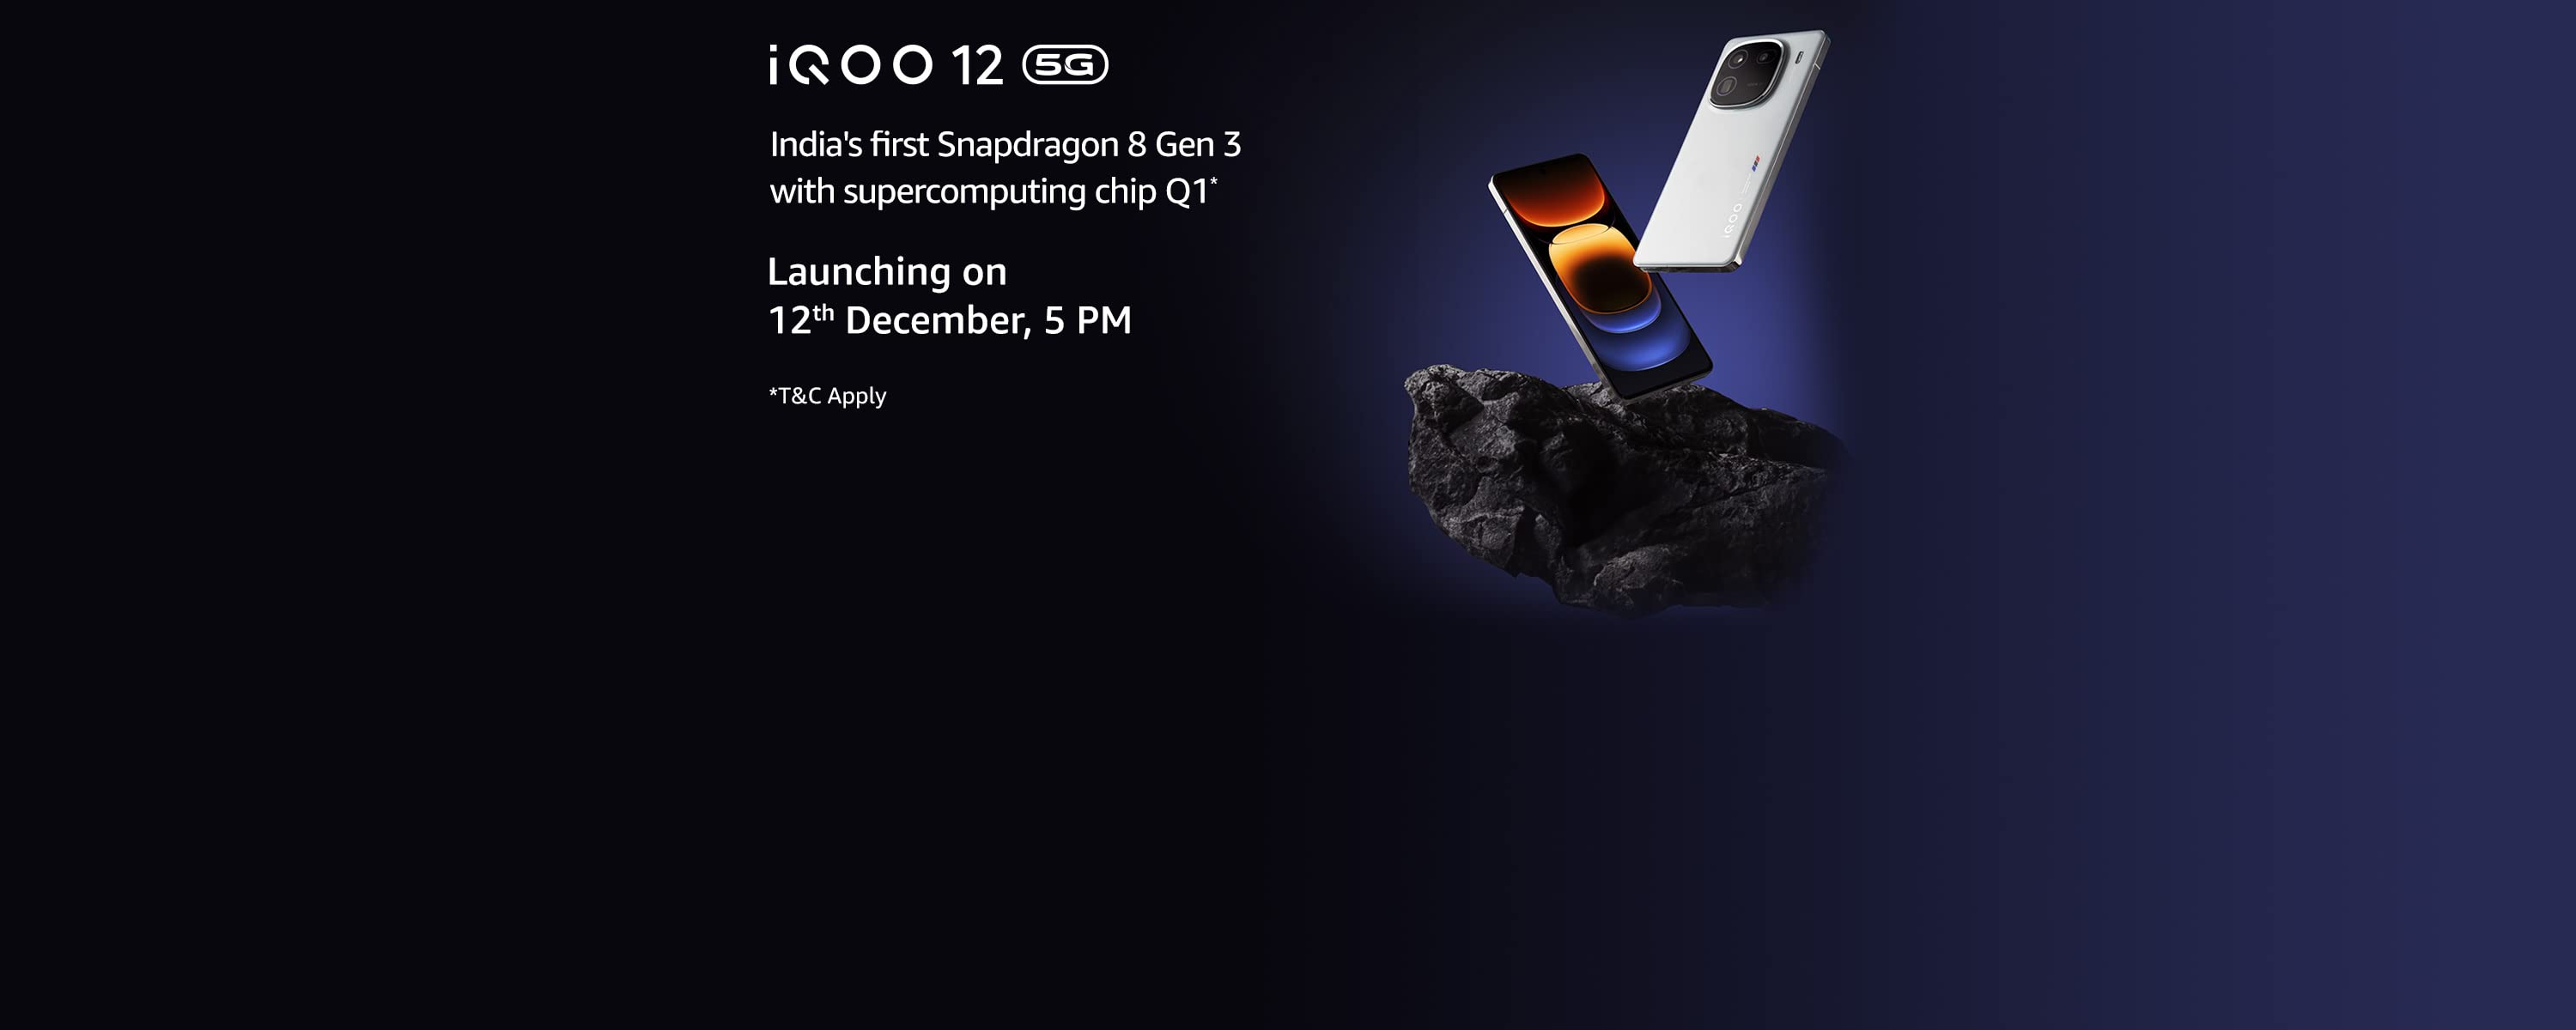 iQOO 12 5G
India's first Snapdragon 8 Gen 3
with supercomputing chip Q1*
Launching on
12th December, 5 PM
*T&C Apply
iQOO